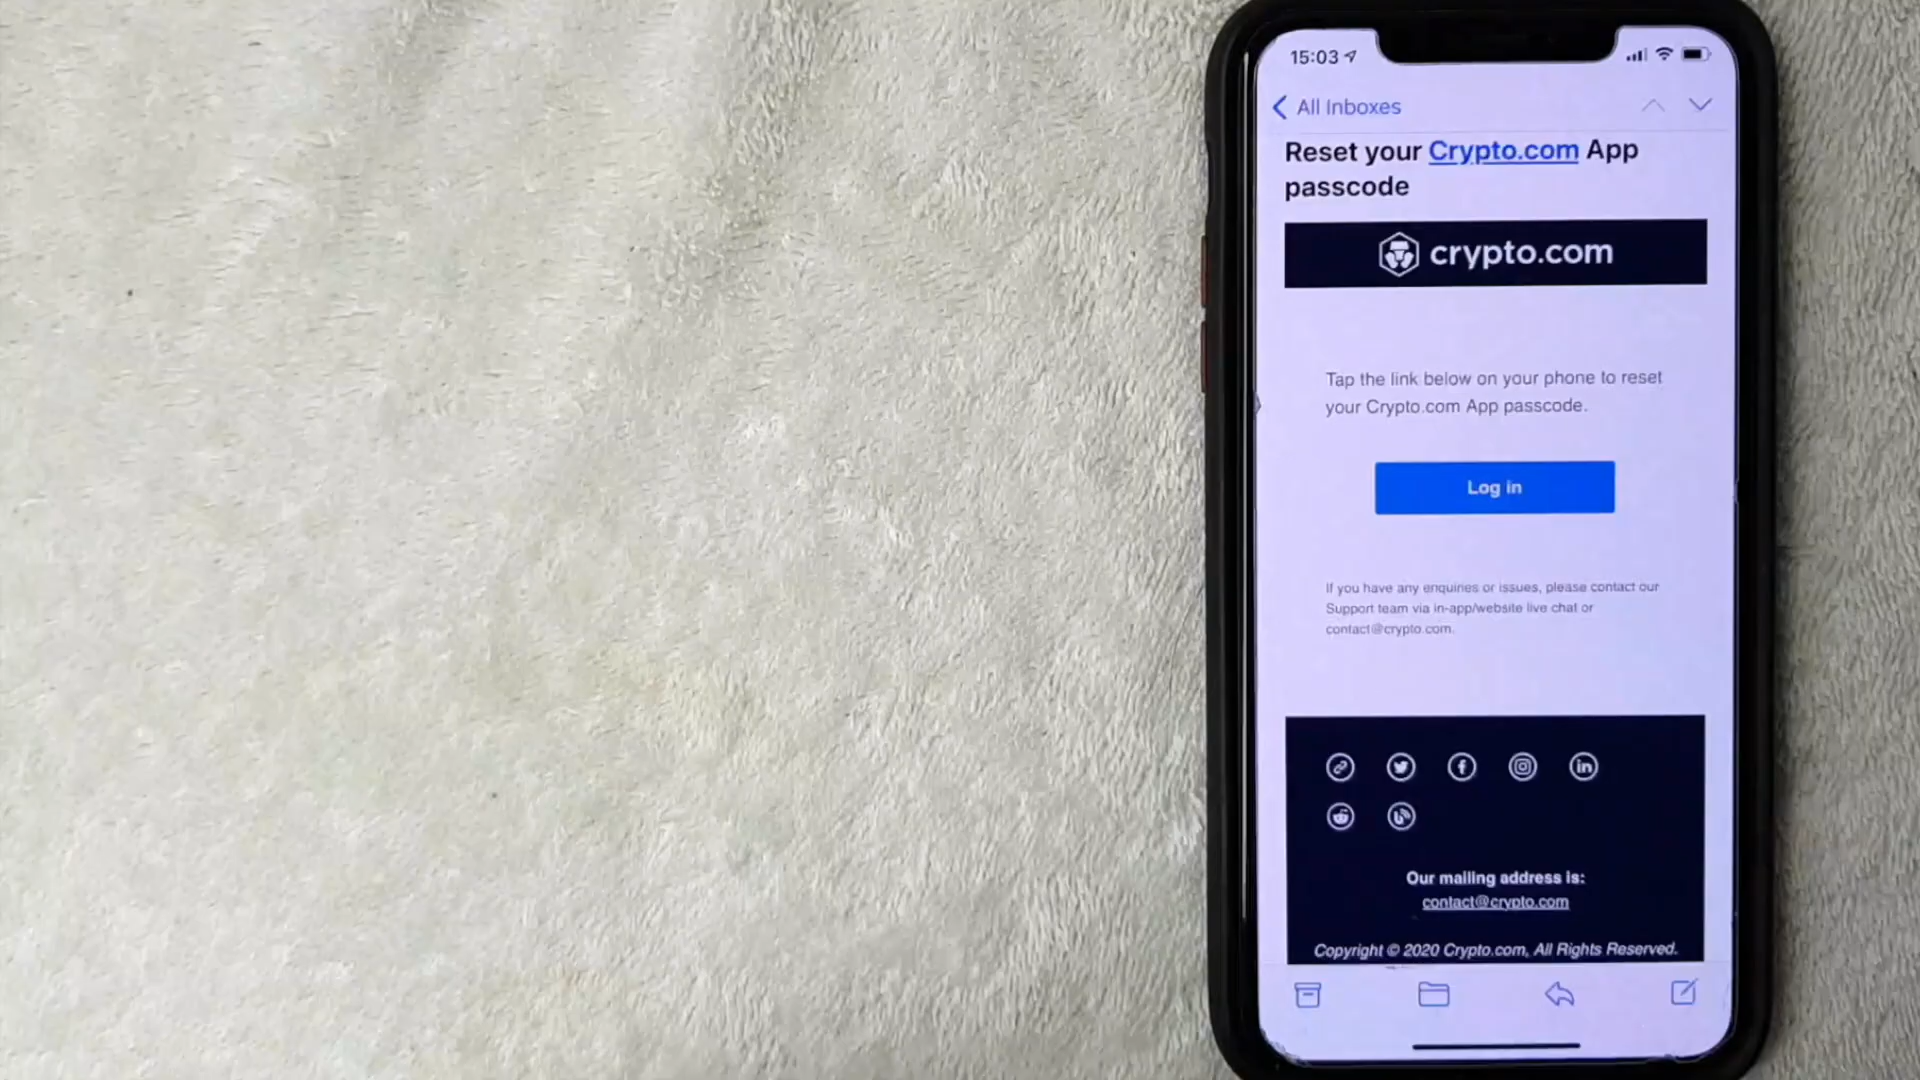 15:03
All Inboxes
Reset your Crypto.com App
passcode
crypto.com
Tap the link below on your phone to reset
your Crypto.com App passcode.
Log in
If you have any enquiries or issues, please contact our
Support team via in-app/website live chat or
contact@crypto.com.
Our mailing address is:
contact@crypto.com
Copyright © 2020 Crypto.com, All Rights Reserved.